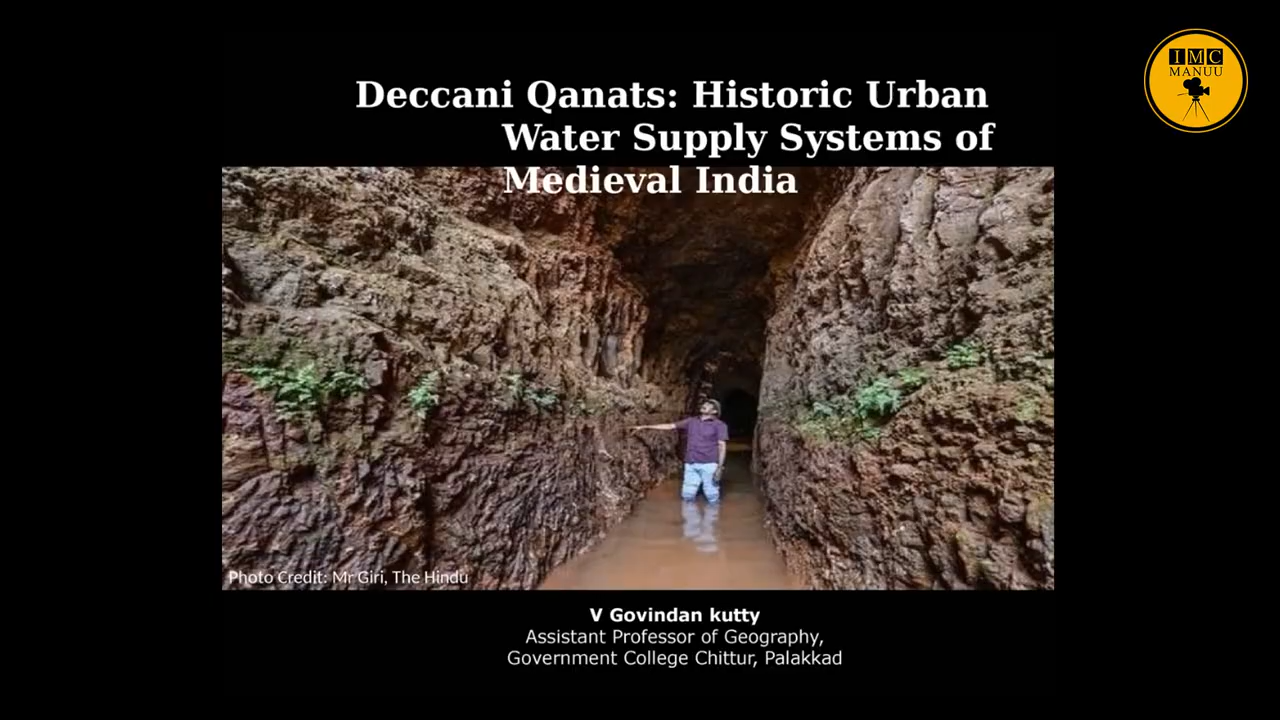 IMC
MANUU
Deccani Qanats: Historic Urban
Water Supply Systems of
Medieval India
Photo Credit: Mr Giri, The Hindu
V Govindan kutty
Assistant Professor of Geography,
Government College Chittur, Palakkad